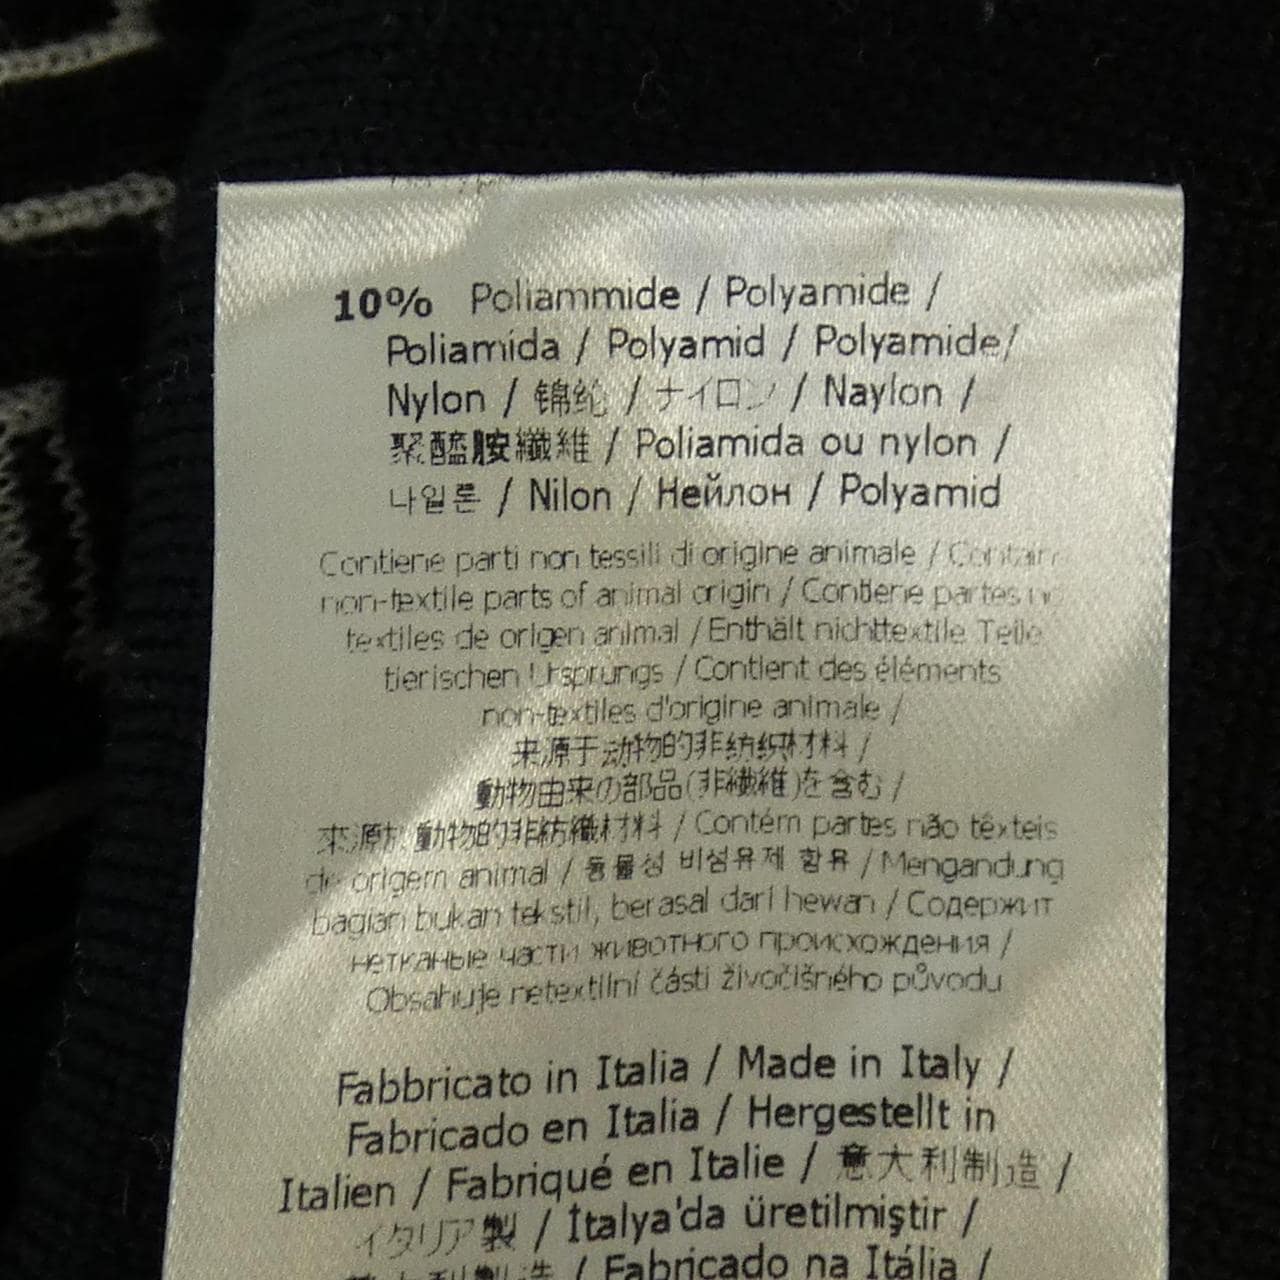 10% Poliammide / Polyamide /
Poliamida / Polyamid / Polyamide/
Nylon / 锦纶 / ナイロン / Naylon /
聚醯胺纖維 / Poliamida ou nylon /
나일론 / Nilon / Нейлон / Polyamid
Contiene parti non tessili di origine animale / Contain
non-textile parts of animal origin / Contiene partes no
textiles de origen animal / Enthält nichttextile Teile
tierischen Ursprungs / Contient des éléments
non-textiles d'origine animale /
来源于动物的非纺织材料 /
動物由来の部品(非繊維)を含む /
來源於動物的非紡織材料 / Contém partes não têxteis
de origem animal / 동물성 비섬유제 함유 / Mengandung
bagian bukan tekstil, berasal dari hewan / Содержит
нетканые части животного происхождения /
Obsahuje netextilní části živočišného původu
Fabbricato in Italia / Made in Italy /
Fabricado en Italia / Hergestellt in
Italien / Fabriqué en Italie / 意大利制造 /
イタリア製 / İtalya'da üretilmiştir /
義大利製造 / Fabricado na Itália /